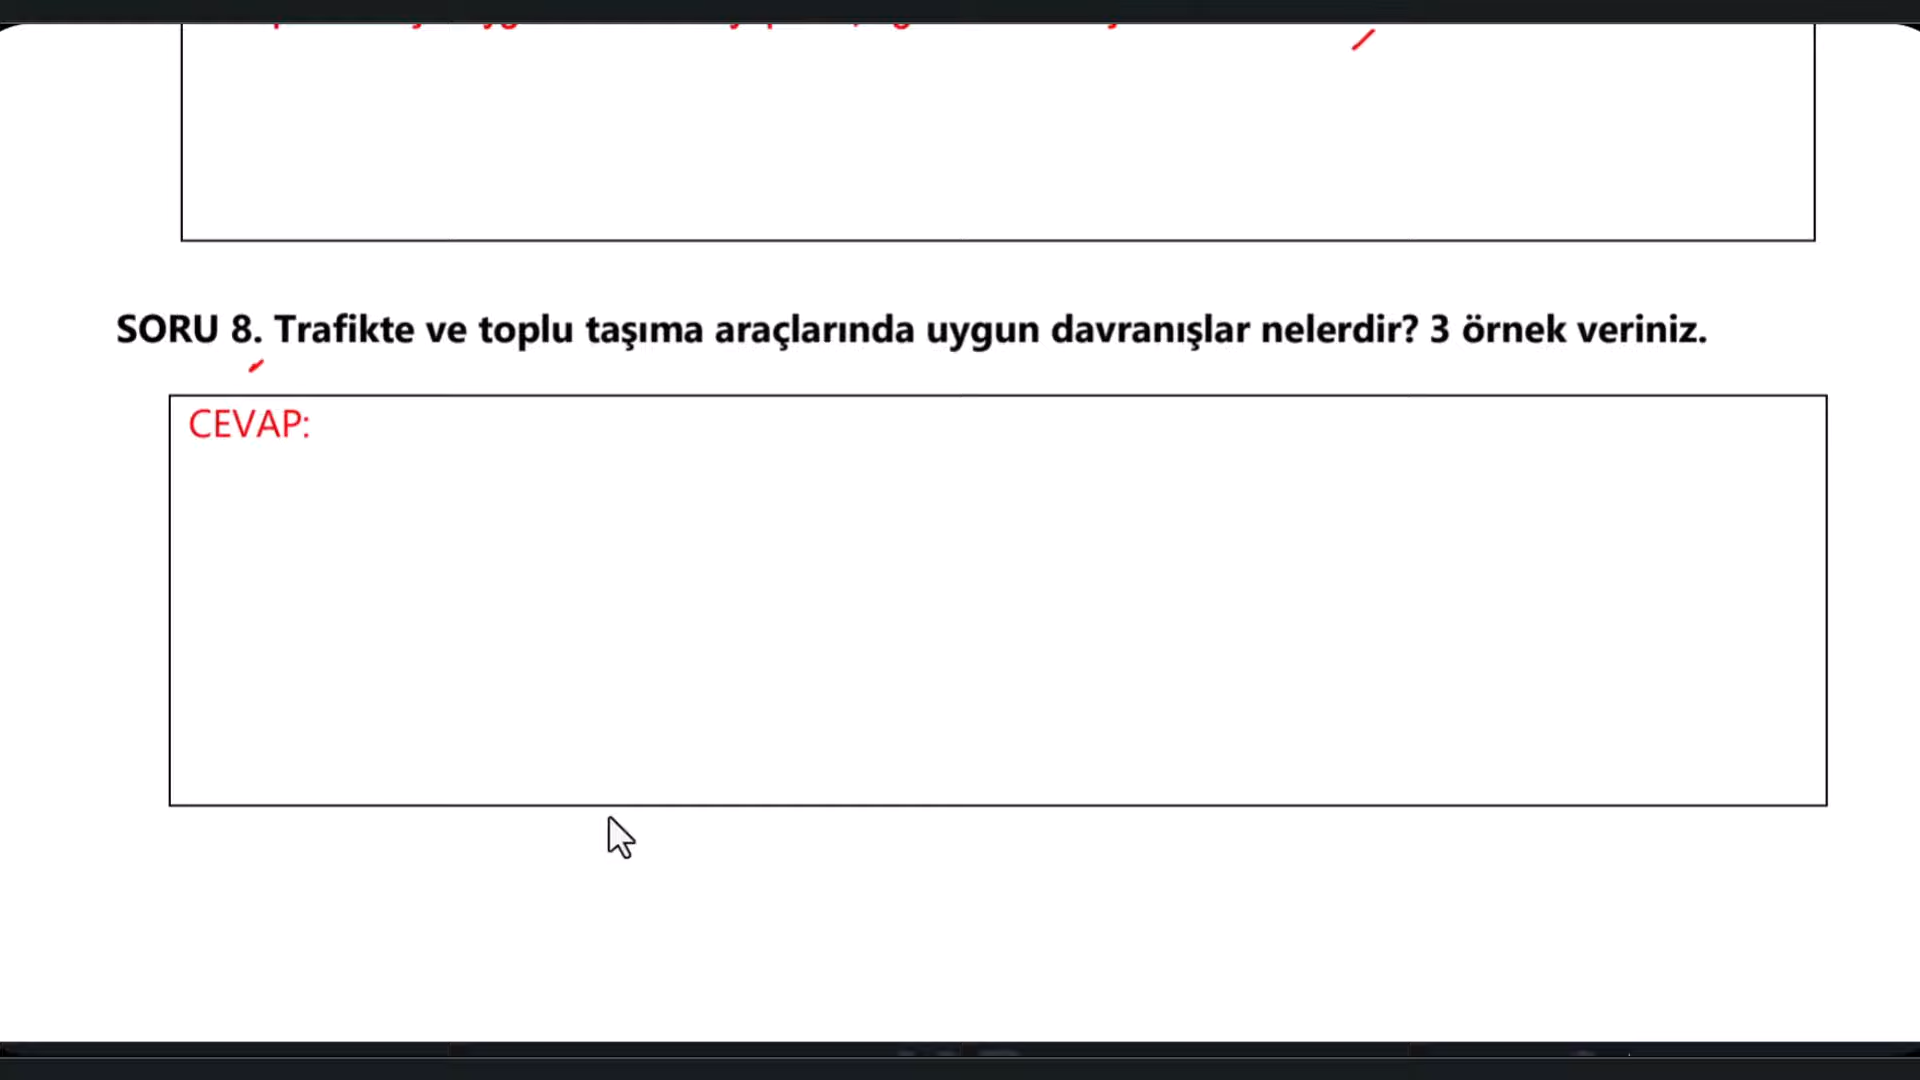 SORU 8. Trafikte ve toplu taşıma araçlarında uygun davranışlar nelerdir? 3 örnek veriniz.
CEVAP: